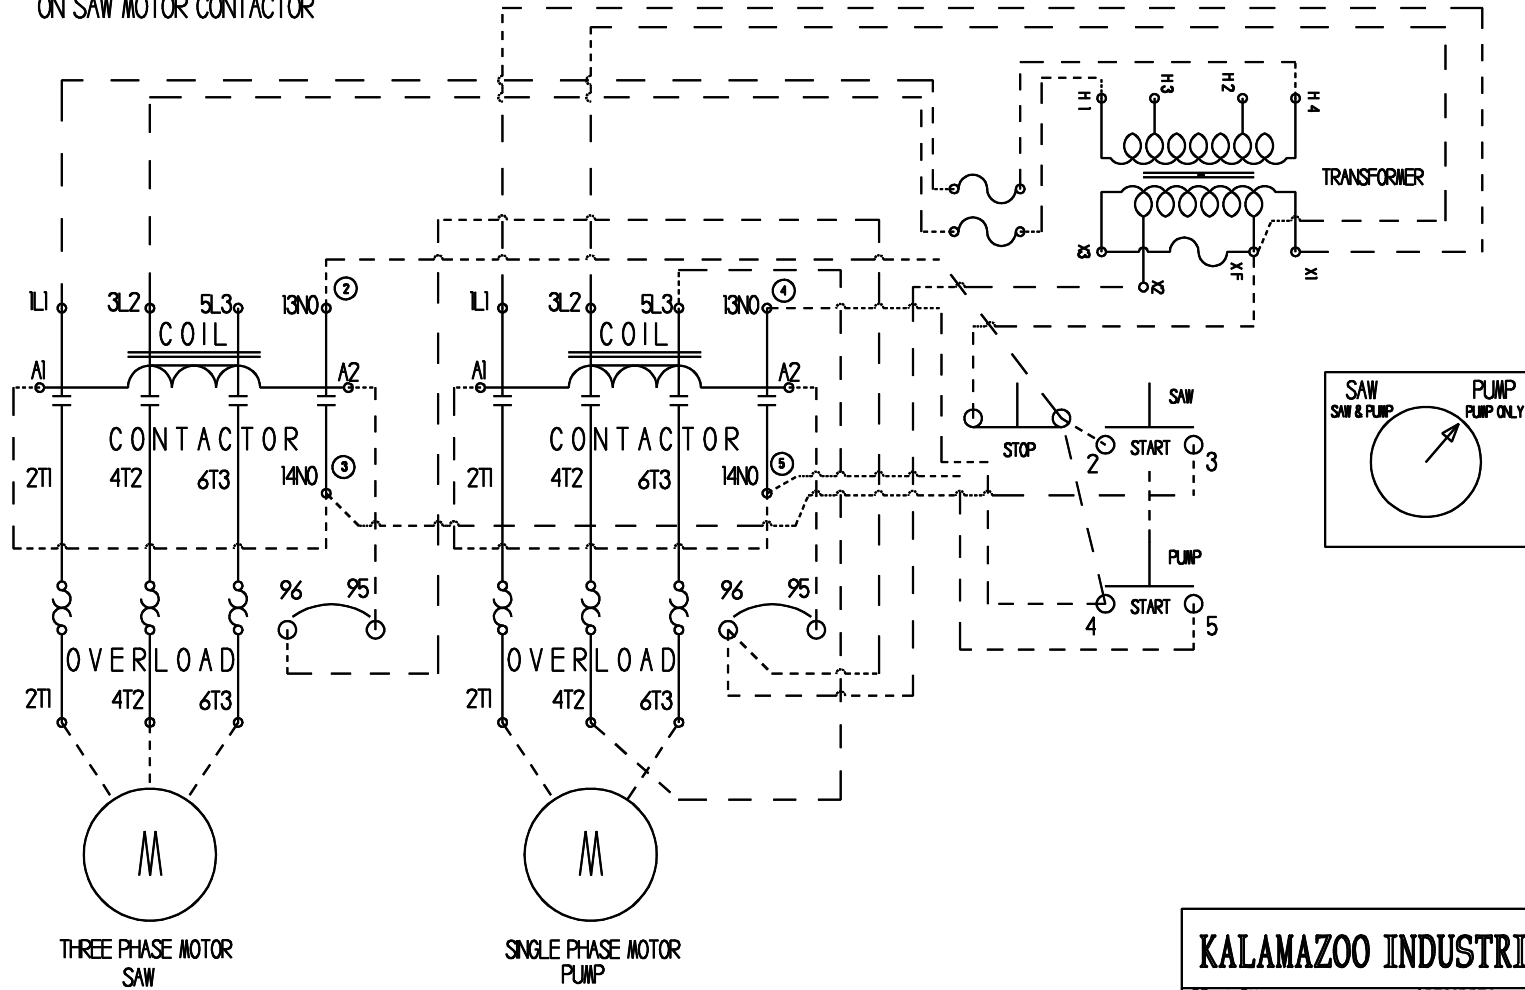 ON SAW MOTOR CONTACTOR
H1 H3 H2 H4
TRANSFORMER
X3 X2 XF X1
1L1 3L2 5L3 13NO 2
COIL
A1 A2
CONTACTOR
2T1 4T2 6T3 14NO 3
96 95
OVERLOAD
2T1 4T2 6T3
M
THREE PHASE MOTOR
SAW
1L1 3L2 5L3 13NO 4
COIL
A1 A2
CONTACTOR
2T1 4T2 6T3 14NO 5
96 95
OVERLOAD
2T1 4T2 6T3
M
SINGLE PHASE MOTOR
PUMP
STOP
SAW
2 START 3
PUMP
4 START 5
SAW PUMP
SAW & PUMP PUMP ONLY
KALAMAZOO INDUSTRI